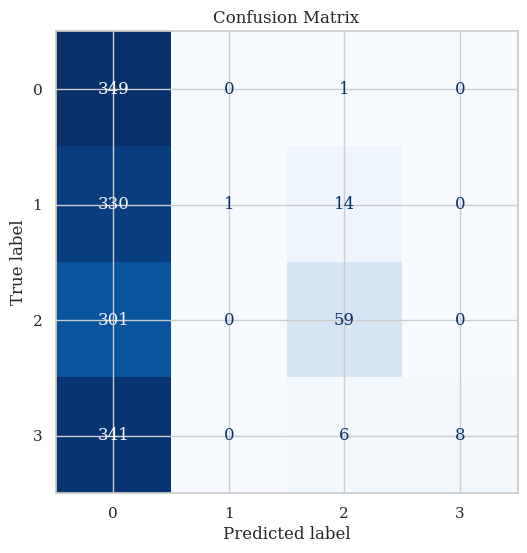 Confusion Matrix
0 349 0 1 0
1 330 1 14 0
2 301 0 59 0
3 341 0 6 8
0 1 2 3
Predicted label
True label